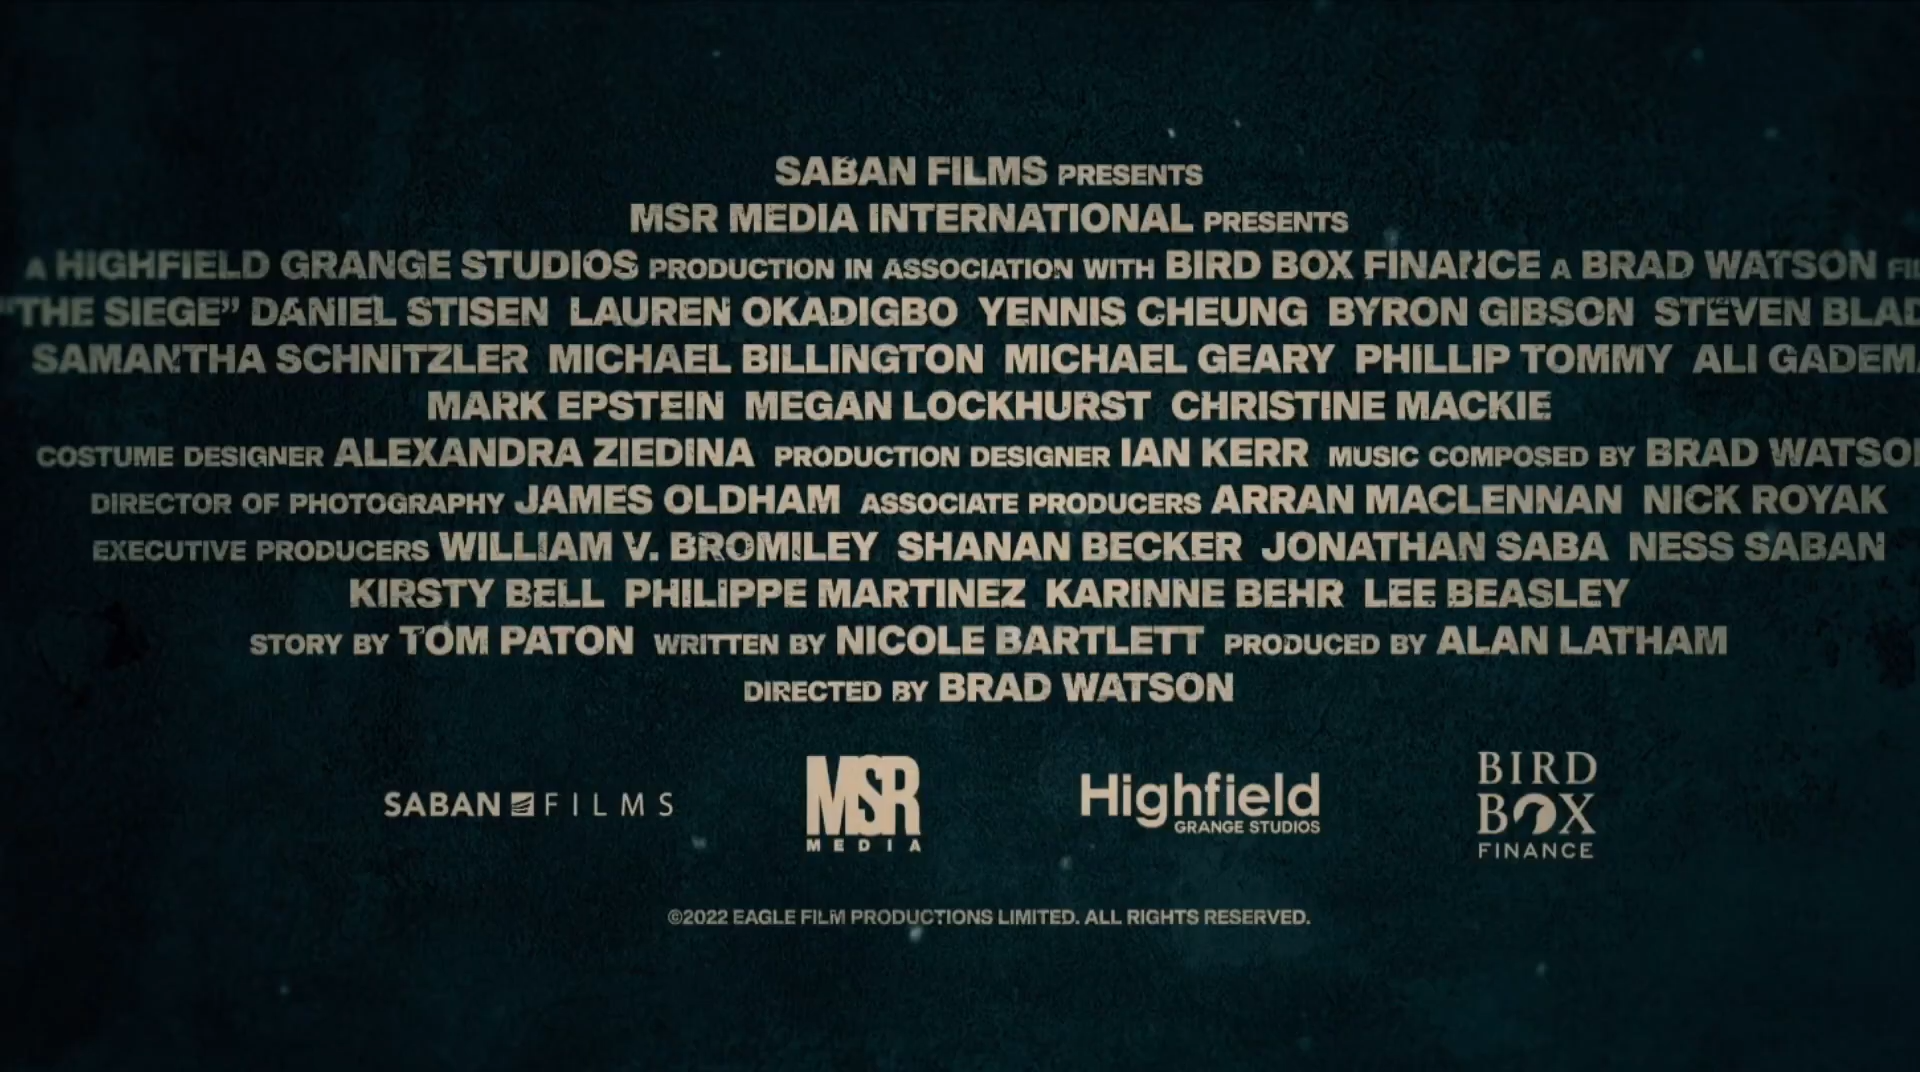 SABAN FILMS PRESENTS
MSR MEDIA INTERNATIONAL PRESENTS
A HIGHFIELD GRANGE STUDIOS PRODUCTION IN ASSOCIATION WITH BIRD BOX FINANCE A BRAD WATSON
"THE SIEGE" DANIEL STISEN LAUREN OKADIGBO YENNIS CHEUNG BYRON GIBSON STEVEN
SAMANTHA SCHNITZLER MICHAEL BILLINGTON MICHAEL GEARY PHILLIP TOMMY ALI
MARK EPSTEIN MEGAN LOCKHURST CHRISTINE MACKIE
COSTUME DESIGNER ALEXANDRA ZIEDINA PRODUCTION DESIGNER IAN KERR MUSIC COMPOSED BY BRAD WATSON
DIRECTOR OF PHOTOGRAPHY JAMES OLDHAM ASSOCIATE PRODUCERS ARRAN MACLENNAN NICK ROYAK
EXECUTIVE PRODUCERS WILLIAM V. BROMILEY SHANAN BECKER JONATHAN SABA NESS SABAN
KIRSTY BELL PHILIPPE MARTINEZ KARINNE BEHR LEE BEASLEY
STORY BY TOM PATON WRITTEN BY NICOLE BARTLETT PRODUCED BY ALAN LATHAM
DIRECTED BY BRAD WATSON
SABAN FILMS
MSR
MEDIA
Highfield
GRANGE STUDIOS
BIRD
BOX
FINANCE
©2022 EAGLE FILM PRODUCTIONS LIMITED. ALL RIGHTS RESERVED.